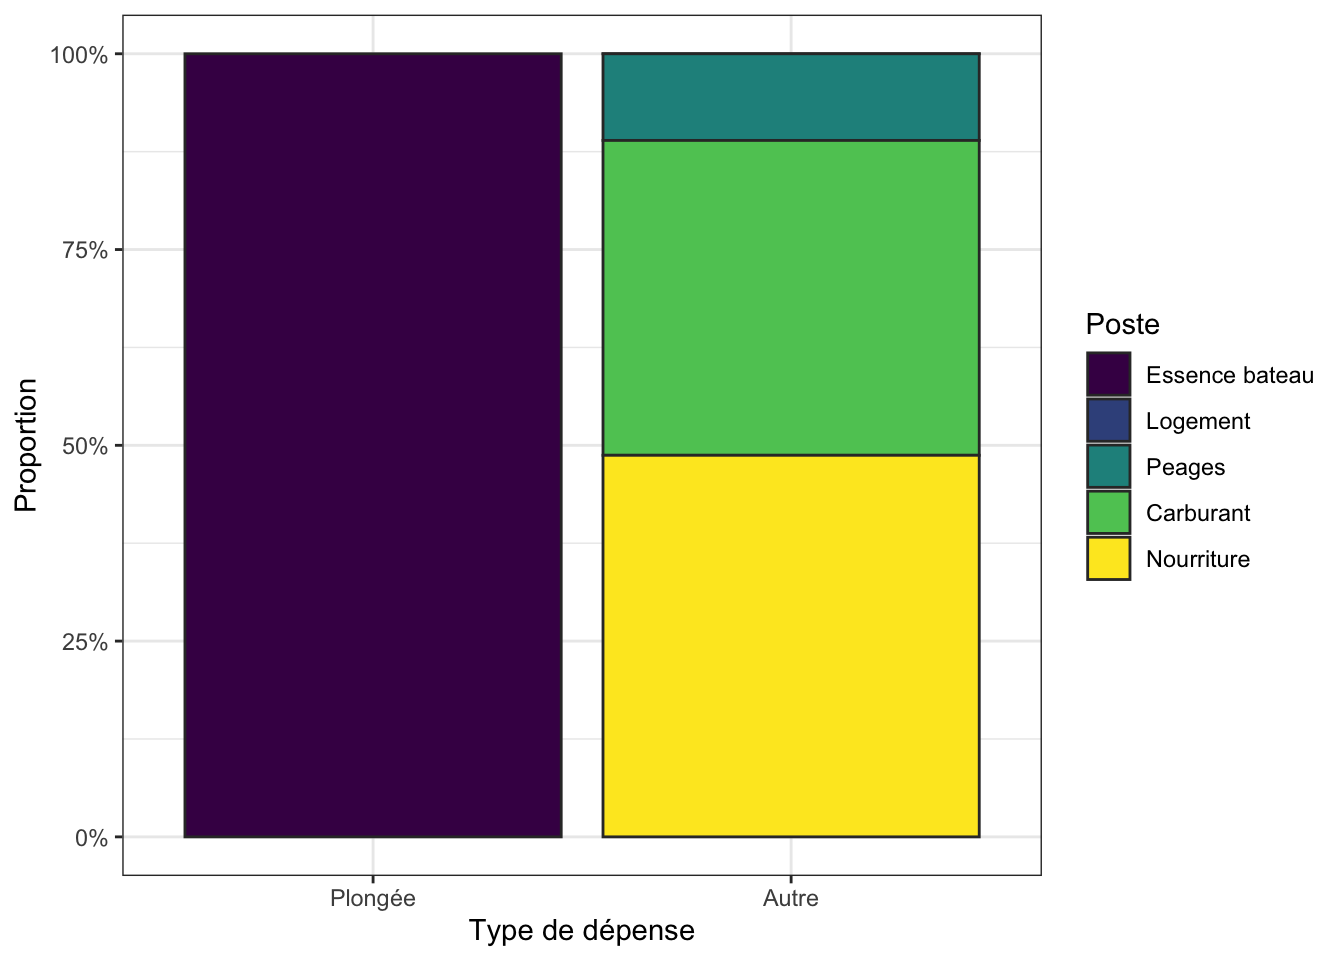 Proportion
100%
75%
50%
25%
0%
Plongée
Autre
Type de dépense
Poste
Essence bateau
Logement
Peages
Carburant
Nourriture